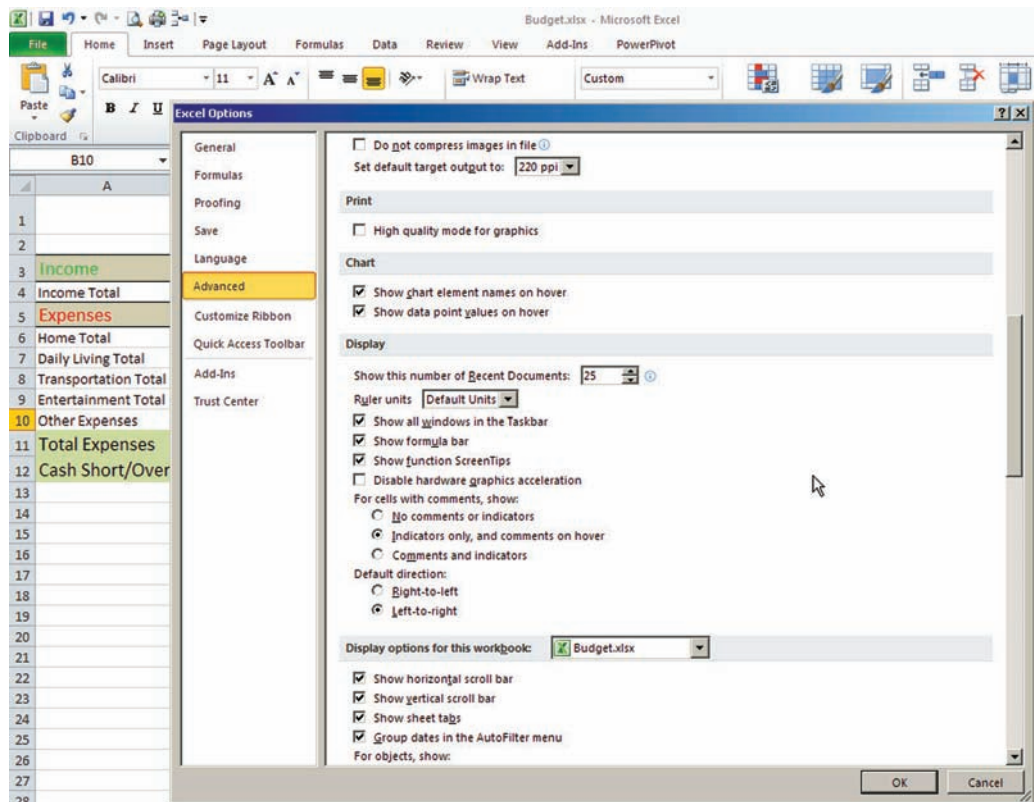 Budget.xlsx - Microsoft Excel
File Home Insert Page Layout Formulas Data Review View Add-Ins PowerPivot
Paste
Calibri 11 A A Wrap Text Custom
B I U
Clipboard
Excel Options
B10
A
1
2
3 Income
4 Income Total
5 Expenses
6 Home Total
7 Daily Living Total
8 Transportation Total
9 Entertainment Total
10 Other Expenses
11 Total Expenses
12 Cash Short/Over
13
14
15
16
17
18
19
20
21
22
23
24
25
26
27
28
General
Formulas
Proofing
Save
Language
Advanced
Customize Ribbon
Quick Access Toolbar
Add-Ins
Trust Center
Do not compress images in file
Set default target output to: 220 ppi
Print
High quality mode for graphics
Chart
Show chart element names on hover
Show data point values on hover
Display
Show this number of Recent Documents: 25
Ruler units Default Units
Show all windows in the Taskbar
Show formula bar
Show function ScreenTips
Disable hardware graphics acceleration
For cells with comments, show:
No comments or indicators
Indicators only, and comments on hover
Comments and indicators
Default direction:
Right-to-left
Left-to-right
Display options for this workbook: Budget.xlsx
Show horizontal scroll bar
Show vertical scroll bar
Show sheet tabs
Group dates in the AutoFilter menu
For objects, show:
OK Cancel